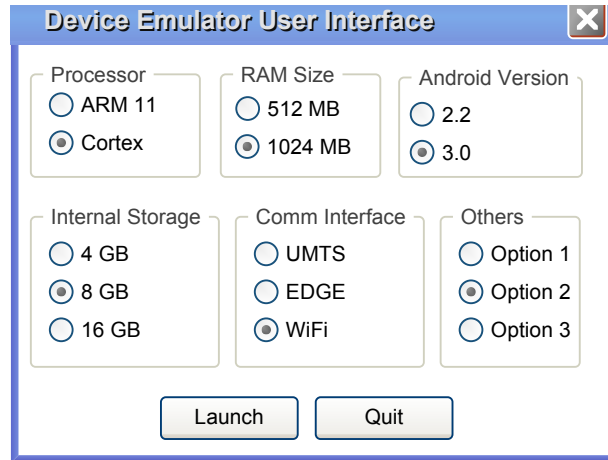 Device Emulator User Interface
Processor
ARM 11
Cortex
RAM Size
512 MB
1024 MB
Android Version
2.2
3.0
Internal Storage
4 GB
8 GB
16 GB
Comm Interface
UMTS
EDGE
WiFi
Others
Option 1
Option 2
Option 3
Launch
Quit